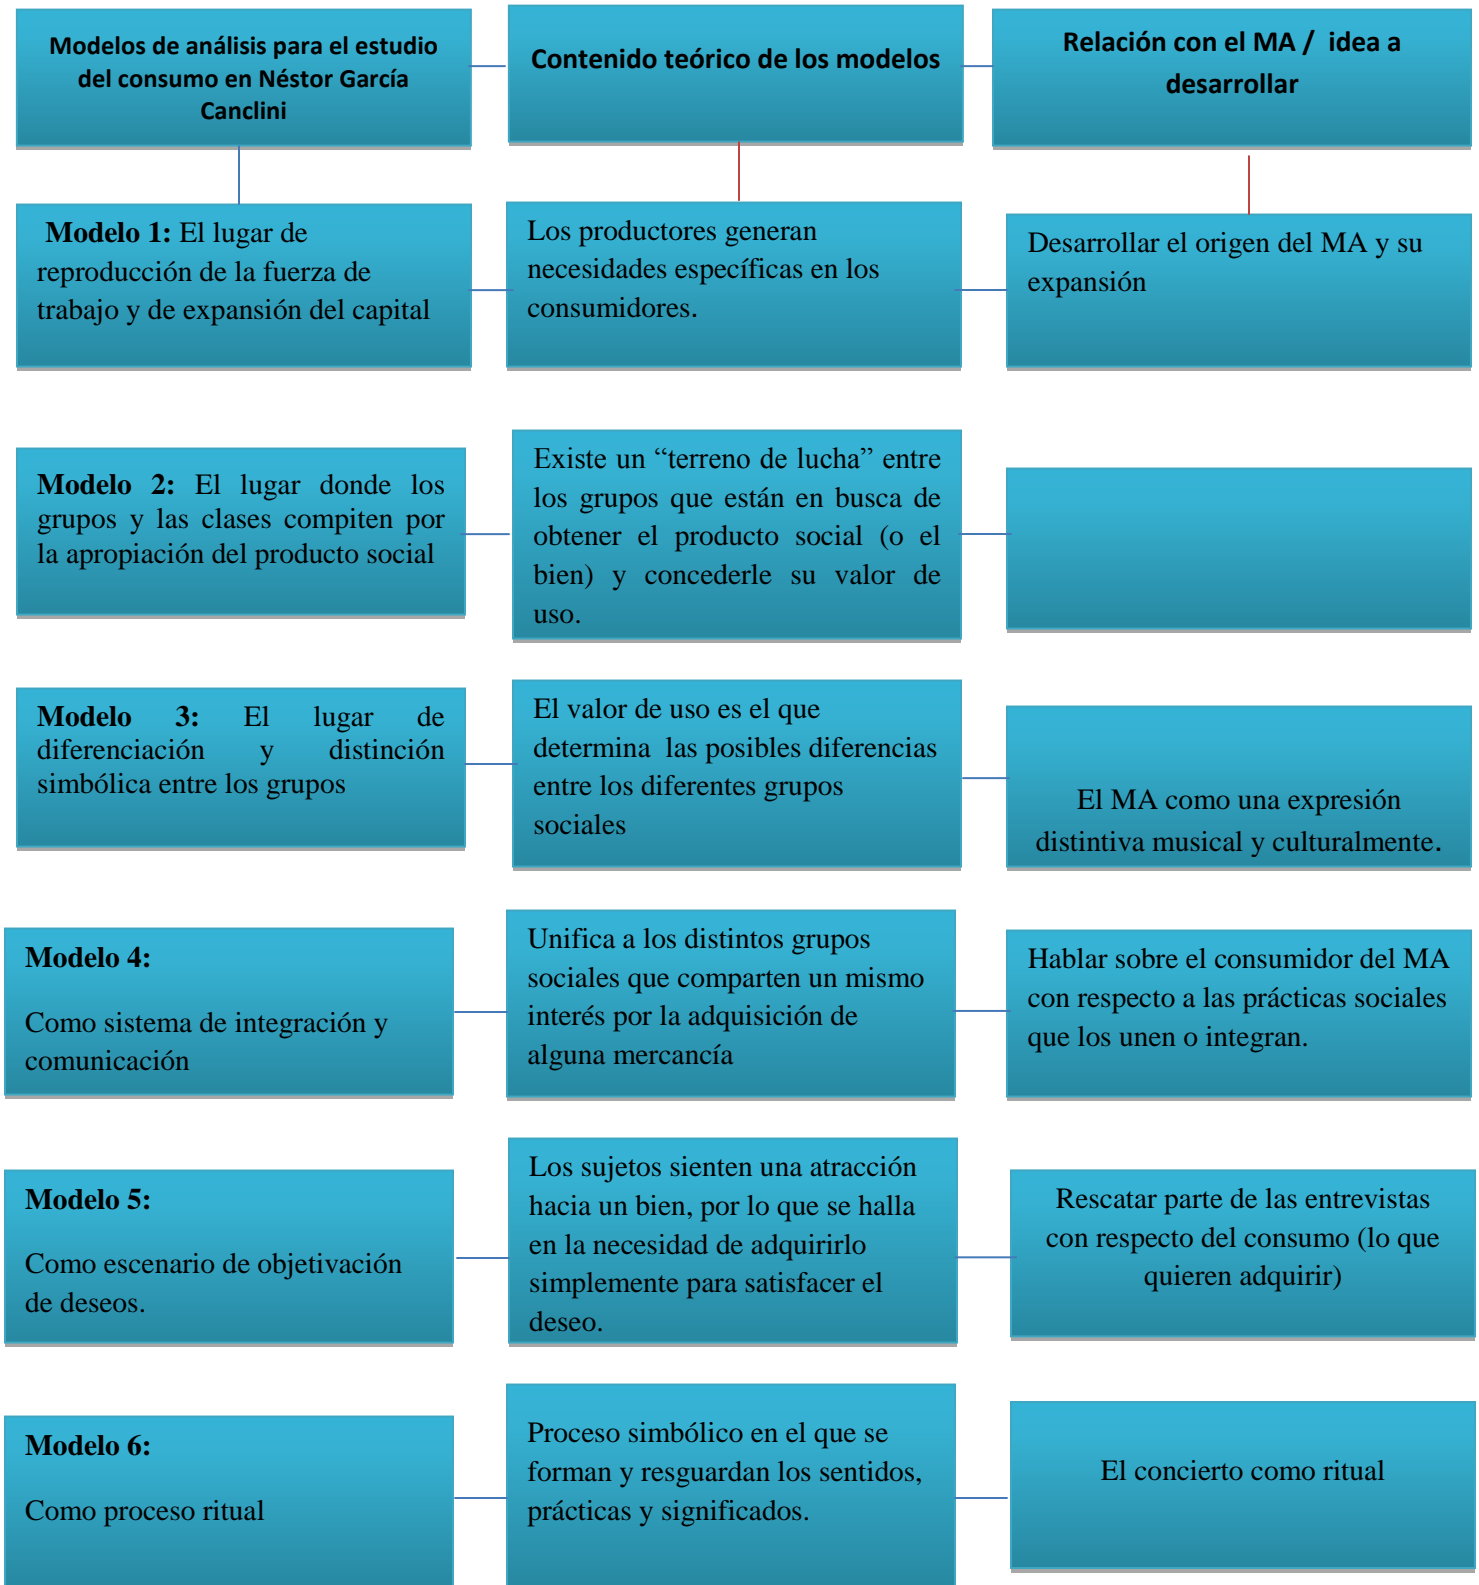 Modelos de análisis para el estudio
del consumo en Néstor García
Canclini
Contenido teórico de los modelos
Relación con el MA / idea a
desarrollar
Modelo 1: El lugar de
reproducción de la fuerza de
trabajo y de expansión del capital
Los productores generan
necesidades específicas en los
consumidores.
Desarrollar el origen del MA y su
expansión
Modelo 2: El lugar donde los
grupos y las clases compiten por
la apropiación del producto social
Existe un “terreno de lucha” entre
los grupos que están en busca de
obtener el producto social (o el
bien) y concederle su valor de
uso.
Modelo 3: El lugar de
diferenciación y distinción
simbólica entre los grupos
El valor de uso es el que
determina las posibles diferencias
entre los diferentes grupos
sociales
El MA como una expresión
distintiva musical y culturalmente.
Modelo 4:
Como sistema de integración y
comunicación
Unifica a los distintos grupos
sociales que comparten un mismo
interés por la adquisición de
alguna mercancía
Hablar sobre el consumidor del MA
con respecto a las prácticas sociales
que los unen o integran.
Modelo 5:
Como escenario de objetivación
de deseos.
Los sujetos sienten una atracción
hacia un bien, por lo que se halla
en la necesidad de adquirirlo
simplemente para satisfacer el
deseo.
Rescatar parte de las entrevistas
con respecto del consumo (lo que
quieren adquirir)
Modelo 6:
Como proceso ritual
Proceso simbólico en el que se
forman y resguardan los sentidos,
prácticas y significados.
El concierto como ritual